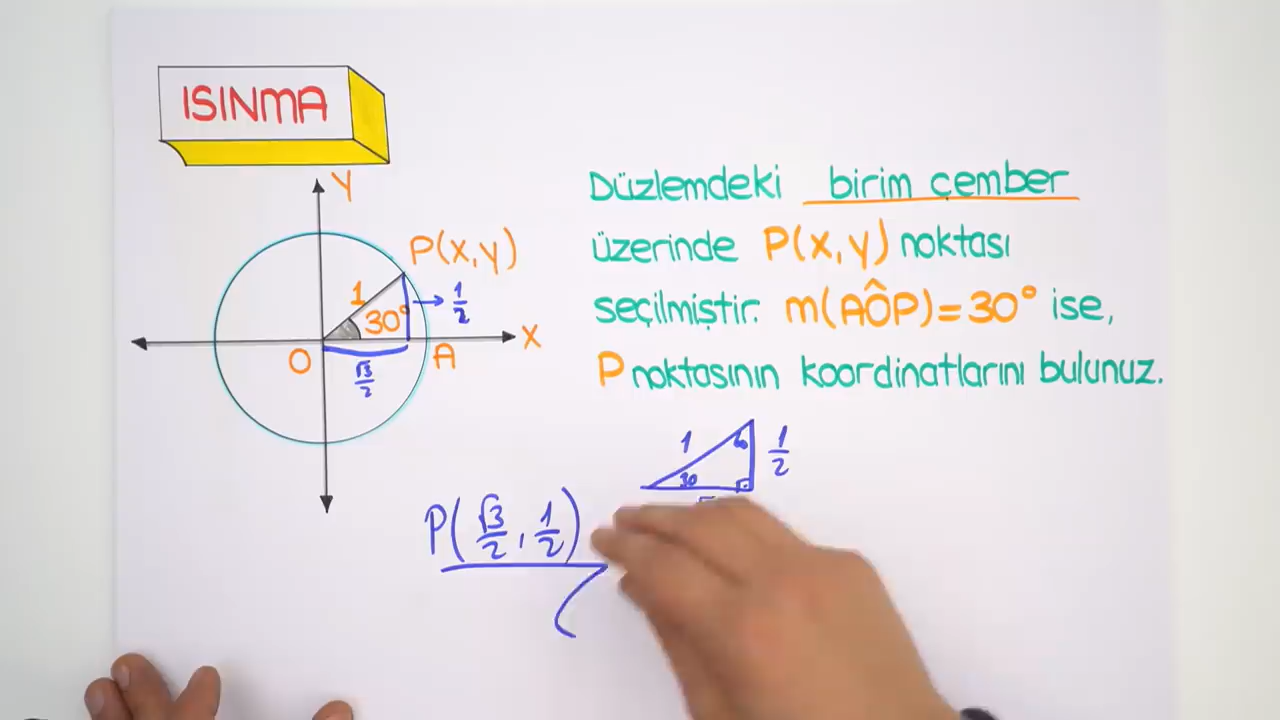 ISINMA
Y
P(x,y)
1
30°
1/2
O
A
X
√3/2
Düzlemdeki birim çember
üzerinde P(x,y) noktası
seçilmiştir. m(AÔP)=30° ise,
P noktasının koordinatlarını bulunuz.
1
60
1/2
30
P(√3/2, 1/2)